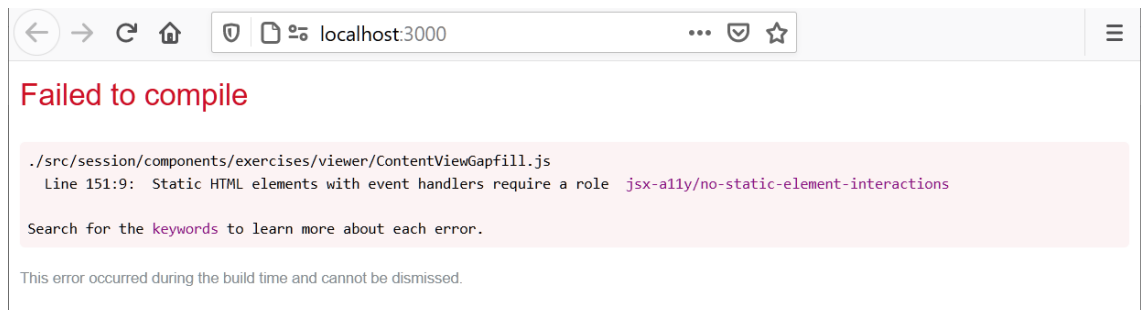 localhost:3000
Failed to compile
./src/session/components/exercises/viewer/ContentViewGapfill.js
Line 151:9:  Static HTML elements with event handlers require a role  jsx-a11y/no-static-element-interactions
Search for the keywords to learn more about each error.
This error occurred during the build time and cannot be dismissed.